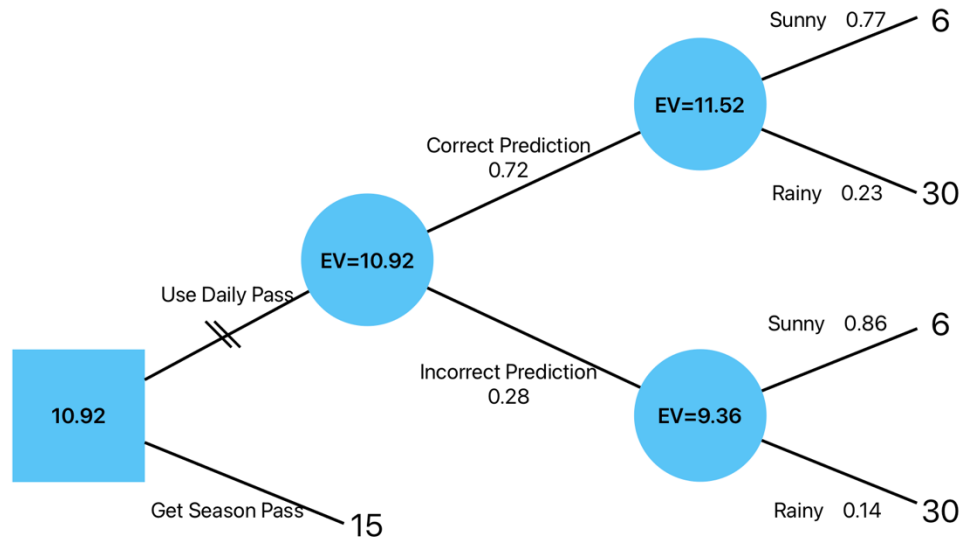 Sunny 0.77 6
EV=11.52
Correct Prediction
0.72
Rainy 0.23 30
EV=10.92
Use Daily Pass
Sunny 0.86 6
Incorrect Prediction
0.28
10.92
EV=9.36
Get Season Pass 15
Rainy 0.14 30